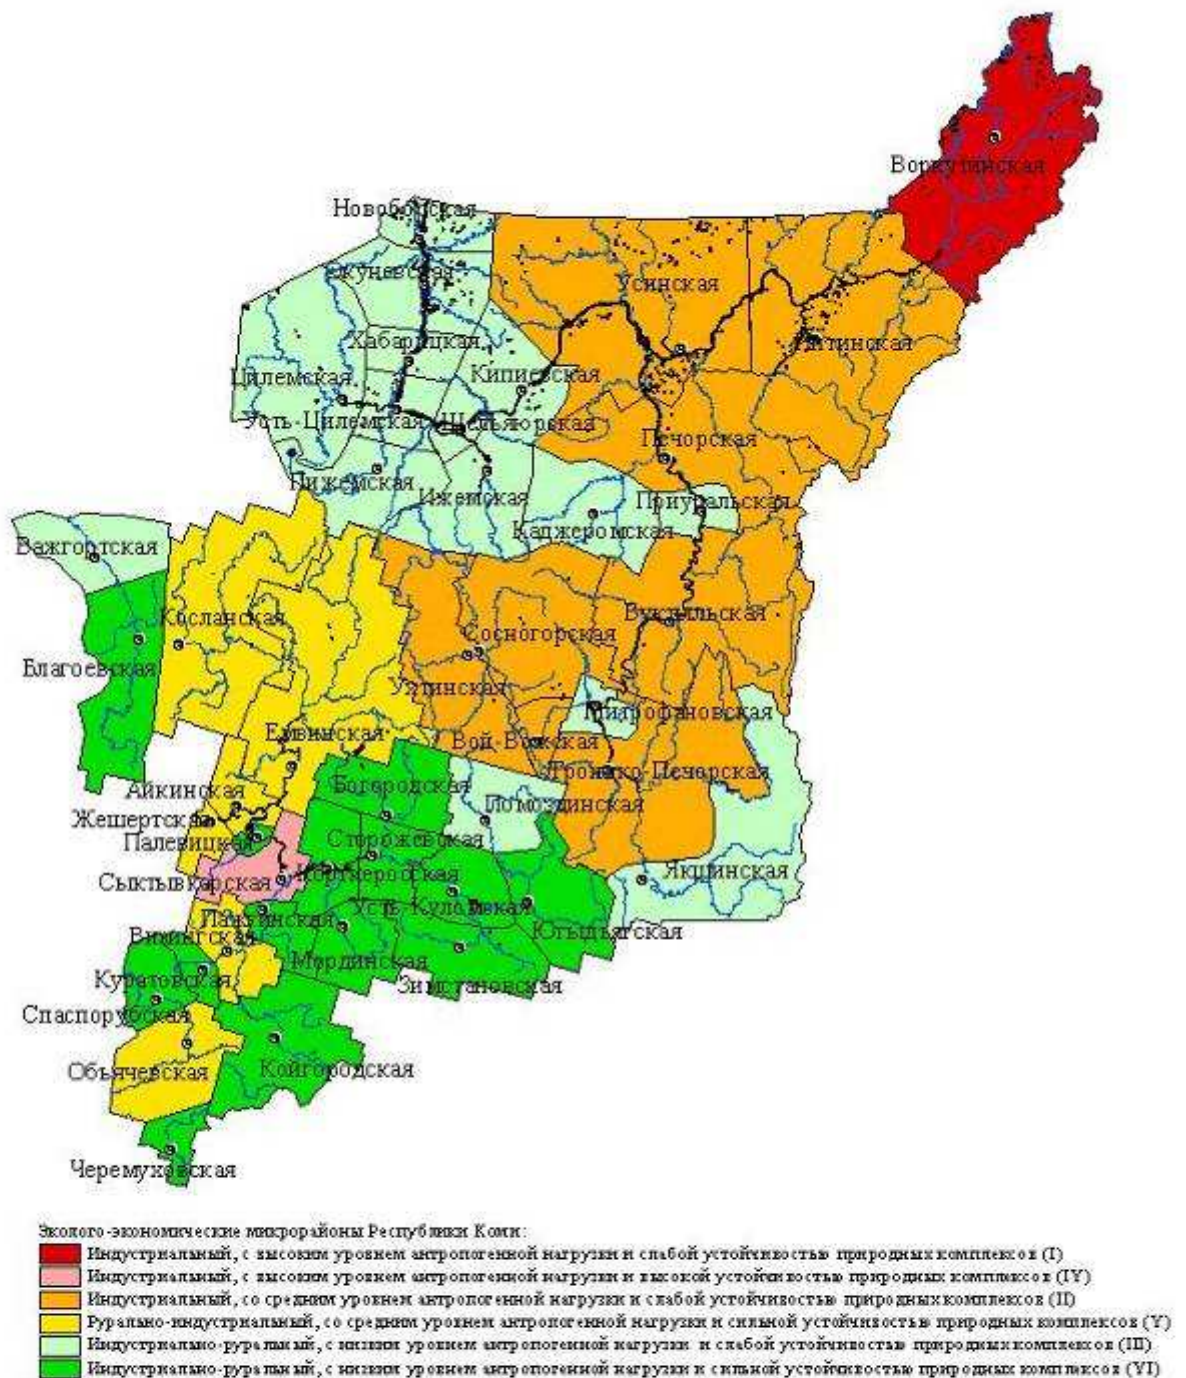 Воркутинская
Новоборская
Усинская
Хабарицкая
Интинская
Цилемская
Кипиевская
Усть-Цилемская
Щельяюрская
Печорская
Пижемская
Ижемская
Приуральская
Каджеромская
Важгортская
Косланская
Вуктыльская
Сосногорская
Благоевская
Ухтинская
Митрофановская
Емвинская
Вой-Вожская
Троицко-Печорская
Богородская
Айкинская
Помоздинская
Жешертская
Палевицкая
Сторожевская
Сыктывкарская
Корткеросская
Якшинская
Усть-Куломская
Пажгинская
Визингская
Мординская
Зимстановская
Куратовская
Спаспорубская
Объячевская
Койгородская
Черемуховская
Эколого-экономические микрорайоны Республики Коми:
Индустриальный, с высоким уровнем антропогенной нагрузки и слабой устойчивостью природных комплексов (I)
Индустриальный, с высоким уровнем антропогенной нагрузки и высокой устойчивостью природных комплексов (IY)
Индустриальный, со средним уровнем антропогенной нагрузки и слабой устойчивостью природных комплексов (II)
Рурально-индустриальный, со средним уровнем антропогенной нагрузки и сильной устойчивостью природных комплексов (Y)
Индустриально-руральный, с низким уровнем антропогенной нагрузки и слабой устойчивостью природных комплексов (III)
Индустриально-руральный, с низким уровнем антропогенной нагрузки и сильной устойчивостью природных комплексов (YI)